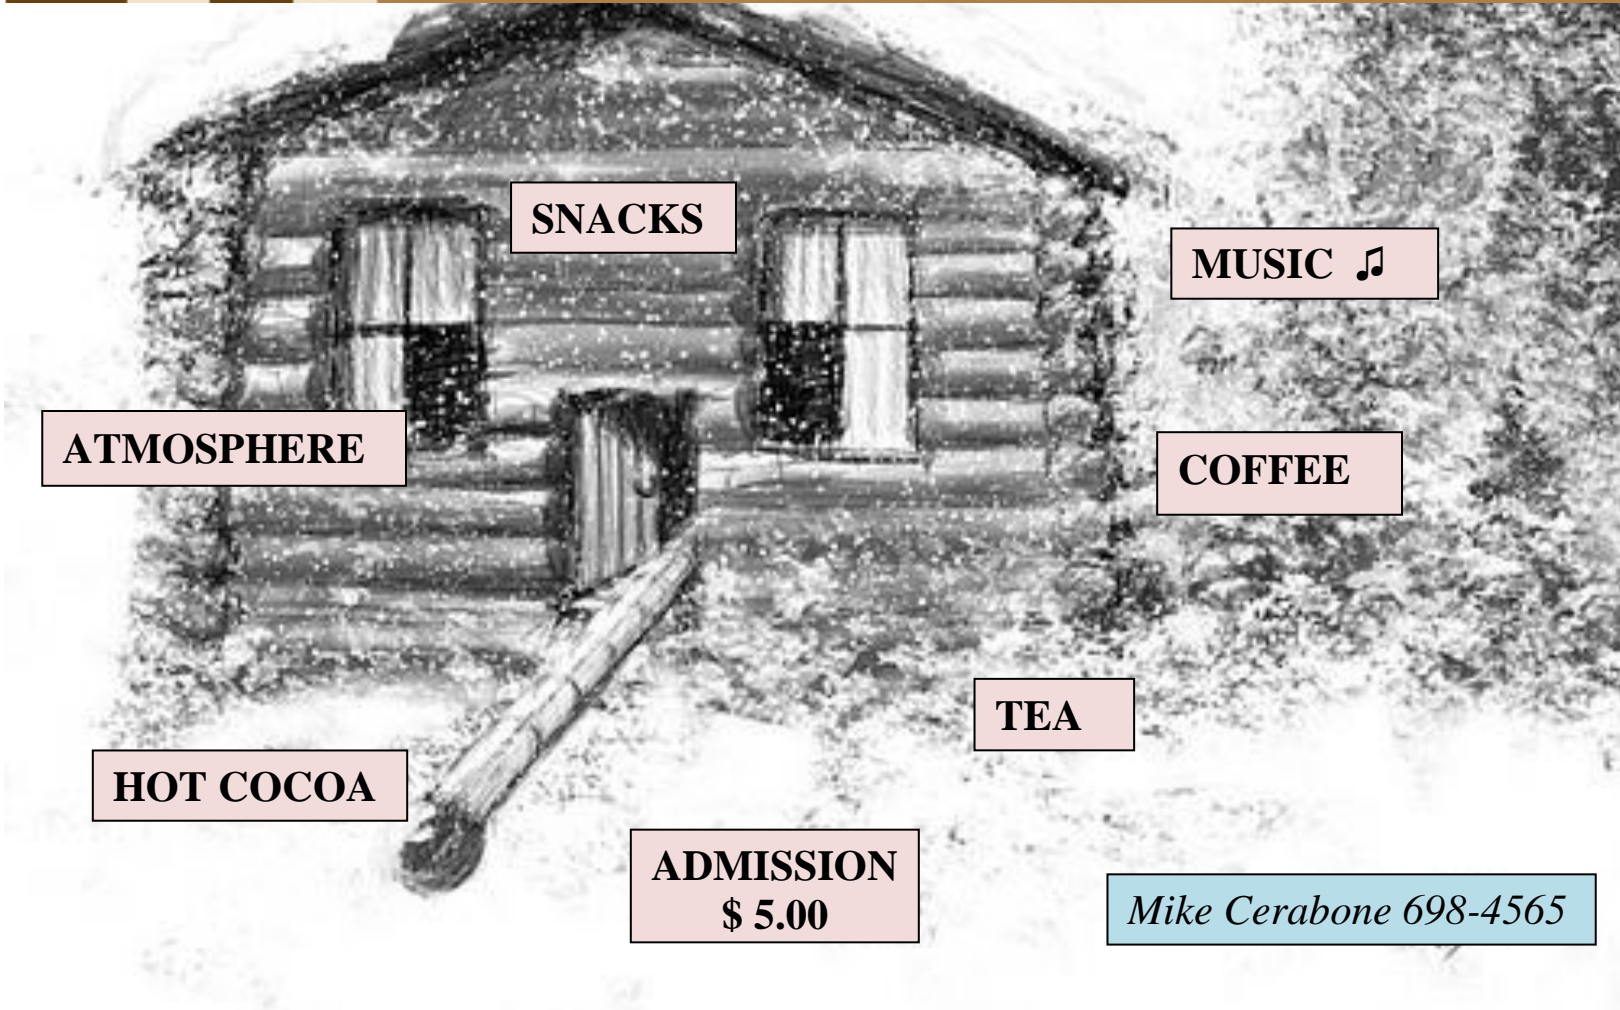 SNACKS
MUSIC ♫
ATMOSPHERE
COFFEE
TEA
HOT COCOA
ADMISSION
$ 5.00
Mike Cerabone 698-4565